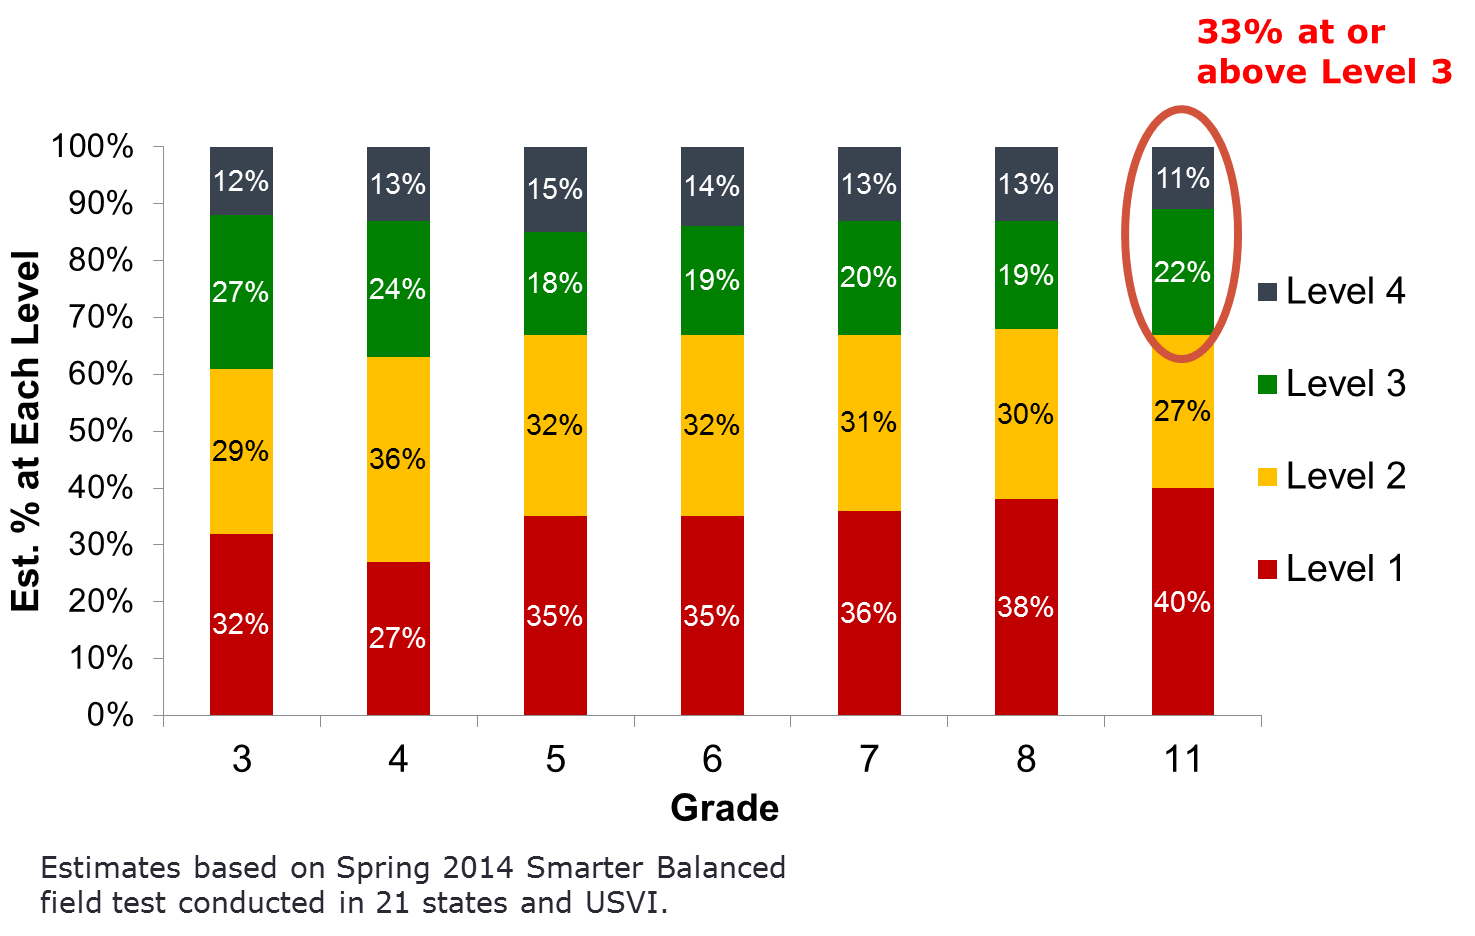 33% at or
above Level 3
100%
90%
80%
70%
60%
50%
40%
30%
20%
10%
0%
Est. % at Each Level
12% 13% 15% 14% 13% 13% 11%
27% 24% 18% 19% 20% 19% 22%
29% 36% 32% 32% 31% 30% 27%
32% 27% 35% 35% 36% 38% 40%
Level 4
Level 3
Level 2
Level 1
3 4 5 6 7 8 11
Grade
Estimates based on Spring 2014 Smarter Balanced
field test conducted in 21 states and USVI.